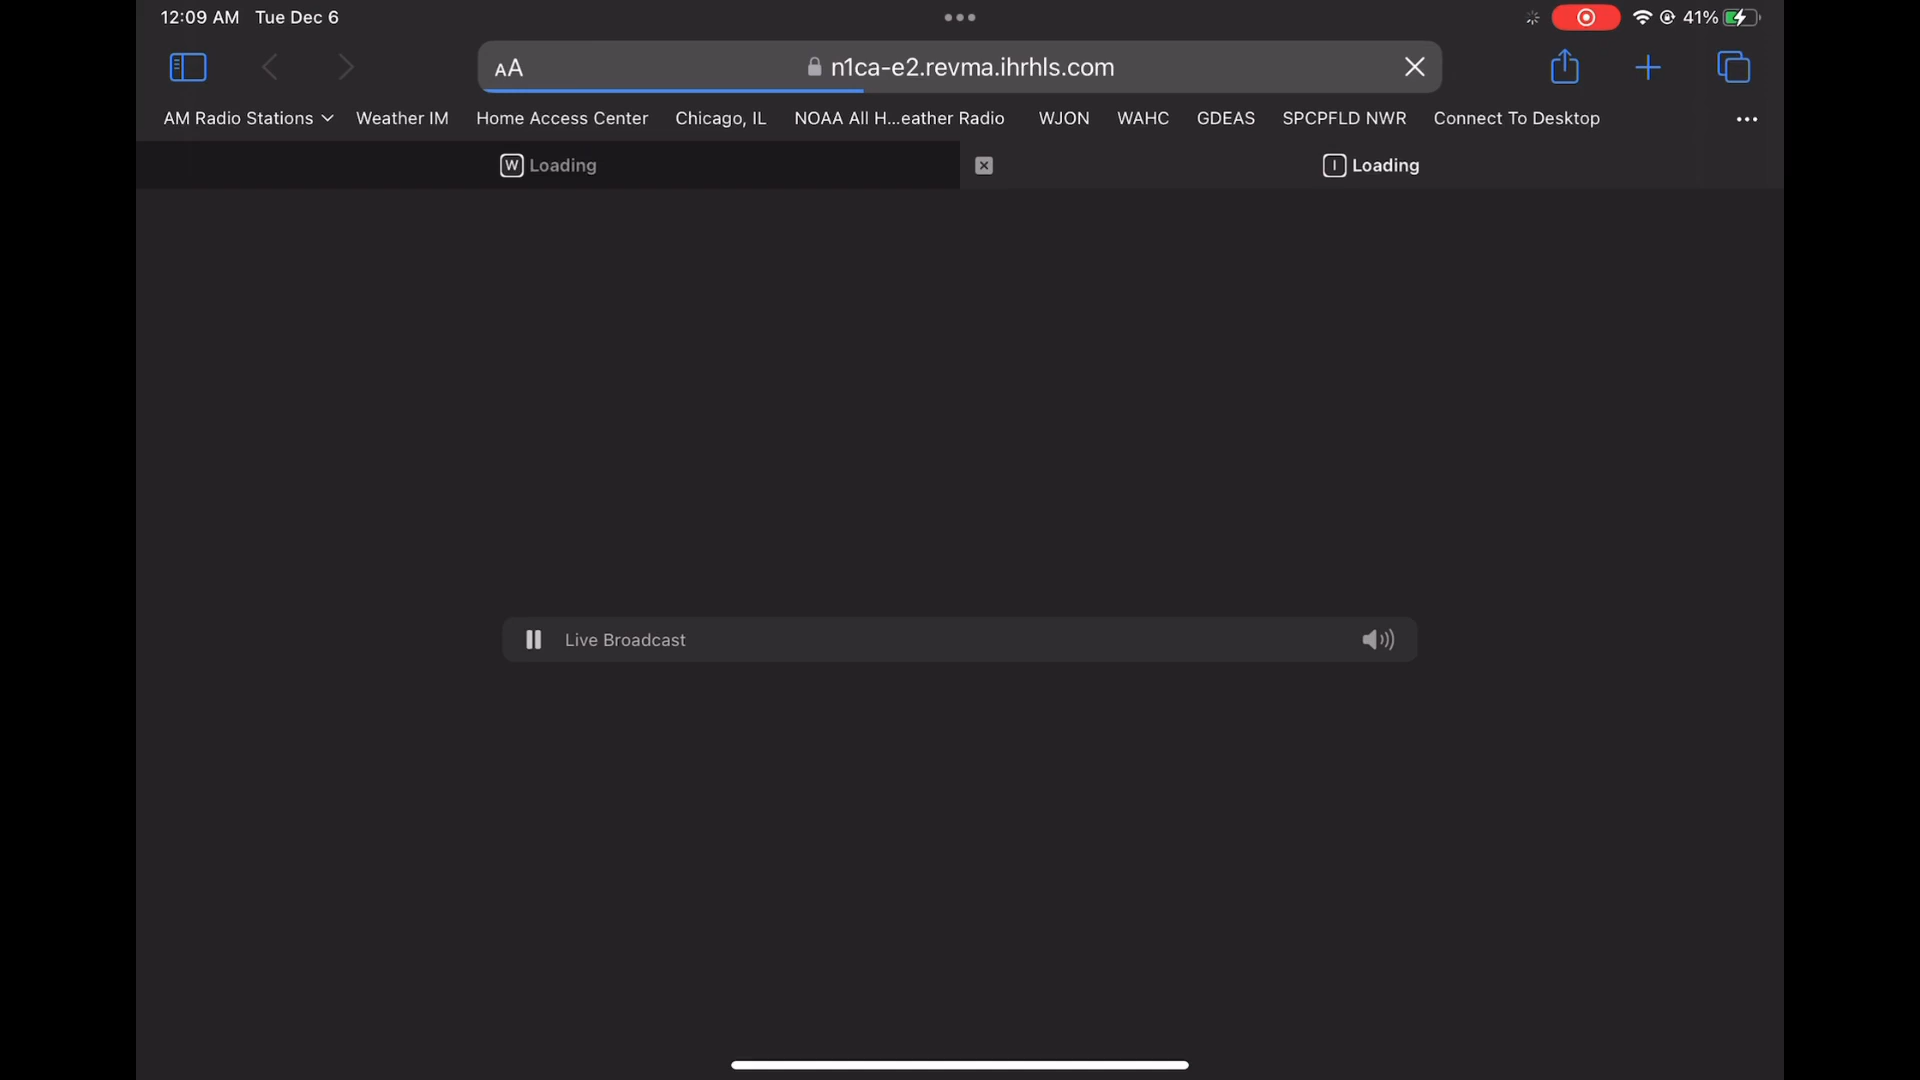 12:09 AM Tue Dec 6
41%
AA n1ca-e2.revma.ihrhls.com
AM Radio Stations Weather IM Home Access Center Chicago, IL NOAA All H...eather Radio WJON WAHC GDEAS SPCPFLD NWR Connect To Desktop
W Loading
I Loading
Live Broadcast